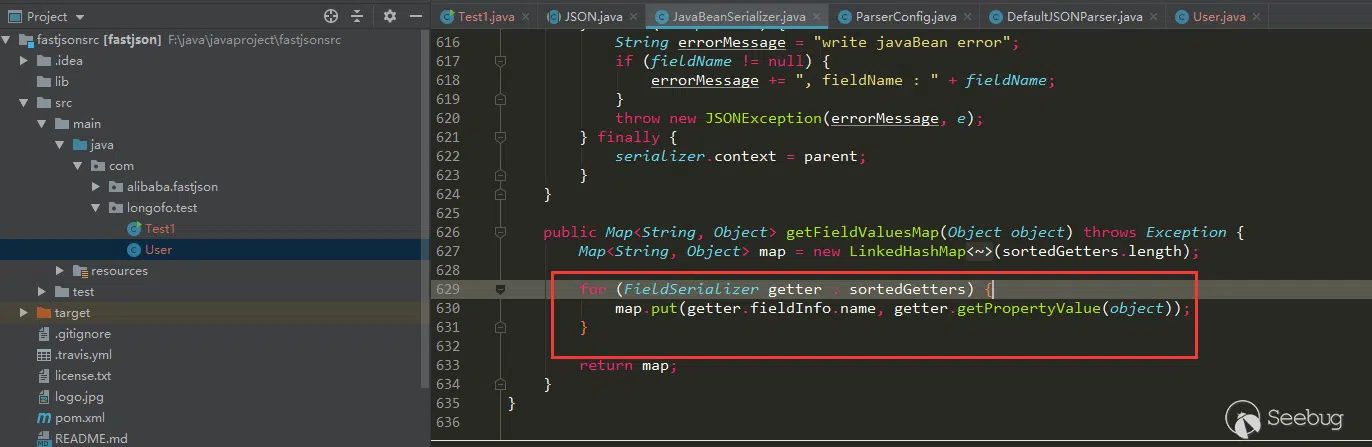 Project
fastjsonsrc [fastjson] F:\java\javaproject\fastjsonsrc
.idea
lib
src
main
java
com
alibaba.fastjson
longofo.test
Test1
User
resources
test
target
.gitignore
.travis.yml
license.txt
logo.jpg
pom.xml
README.md
Test1.java JSON.java JavaBeanSerializer.java ParserConfig.java DefaultJSONParser.java User.java
616 String errorMessage = "write javaBean error";
617 if (fieldName != null) {
618 errorMessage += ", fieldName : " + fieldName;
619 }
620 throw new JSONException(errorMessage, e);
621 } finally {
622 serializer.context = parent;
623 }
624 }
625
626 public Map<String, Object> getFieldValuesMap(Object object) throws Exception {
627 Map<String, Object> map = new LinkedHashMap<~>(sortedGetters.length);
628
629 for (FieldSerializer getter : sortedGetters) {
630 map.put(getter.fieldInfo.name, getter.getPropertyValue(object));
631 }
632
633 return map;
634 }
635 }
636
Seebug